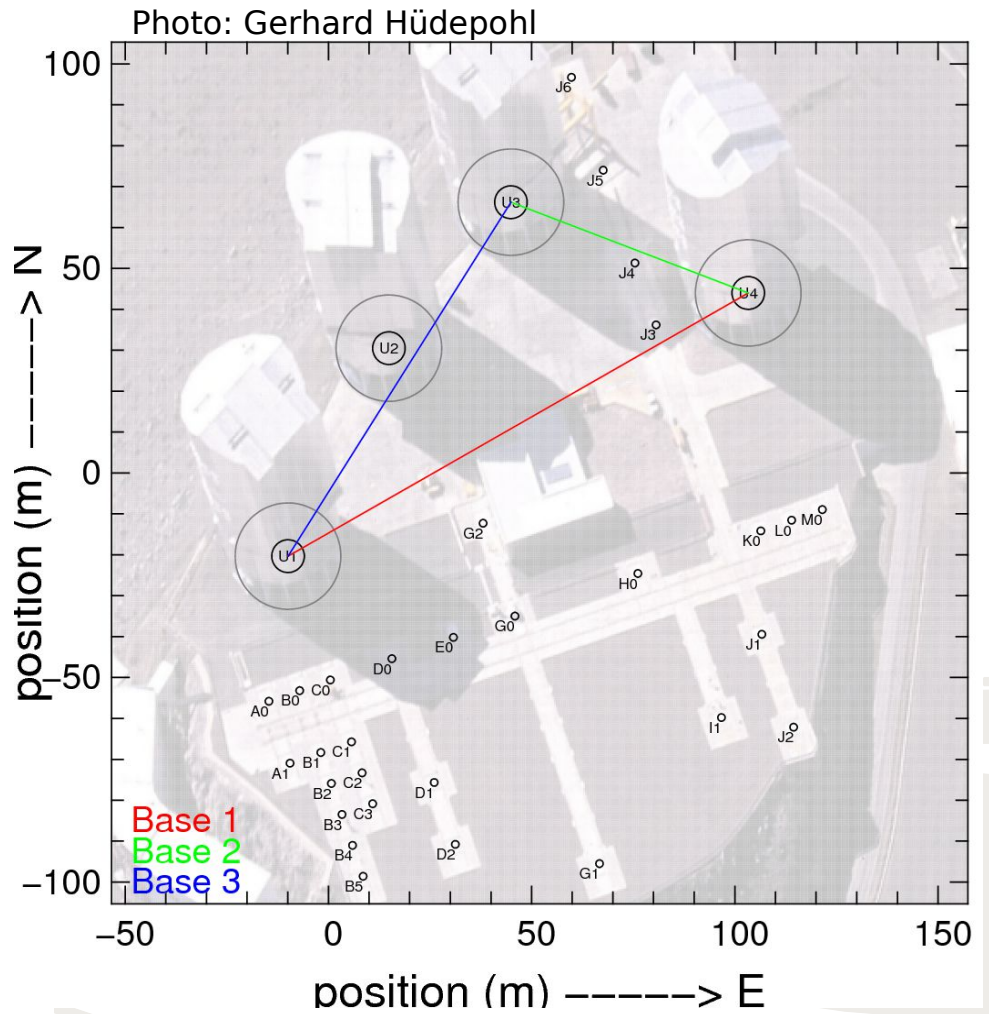 Photo: Gerhard Hüdepohl
100
J6
J5
U3
J4
50
U4
J3
U2
position (m) −−−−−> N
0
M0
L0
K0
G2
U1
H0
G0
J1
E0
D0
−50
C0
B0
A0
I1
J2
C1
B1
A1
C2
B2
D1
C3
B3
Base 1
B4
D2
Base 2
G1
B5
Base 3
−100
−50 0 50 100 150
position (m) −−−−−> E